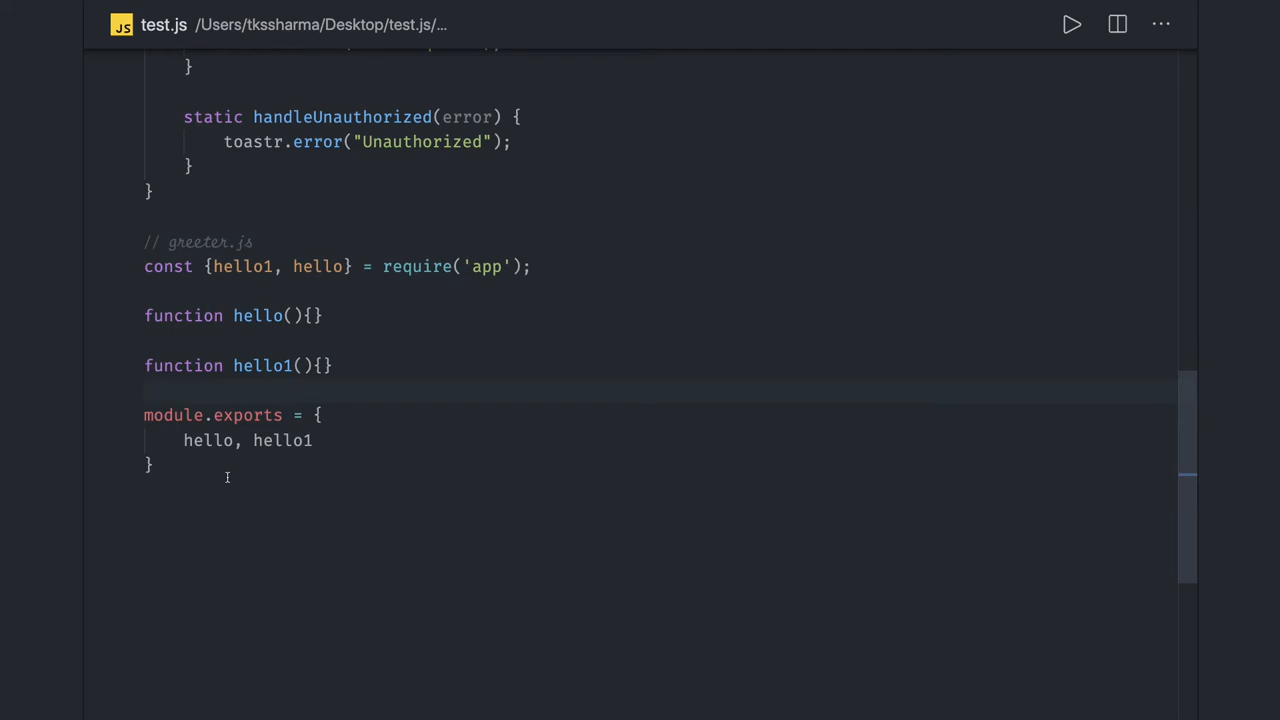 JS test.js /Users/tkssharma/Desktop/test.js/... ...
}
static handleUnauthorized(error) {
toastr.error("Unauthorized");
}
}
// greeter.js
const {hello1, hello} = require('app');
function hello(){}
function hello1(){}
module.exports = {
hello, hello1
}